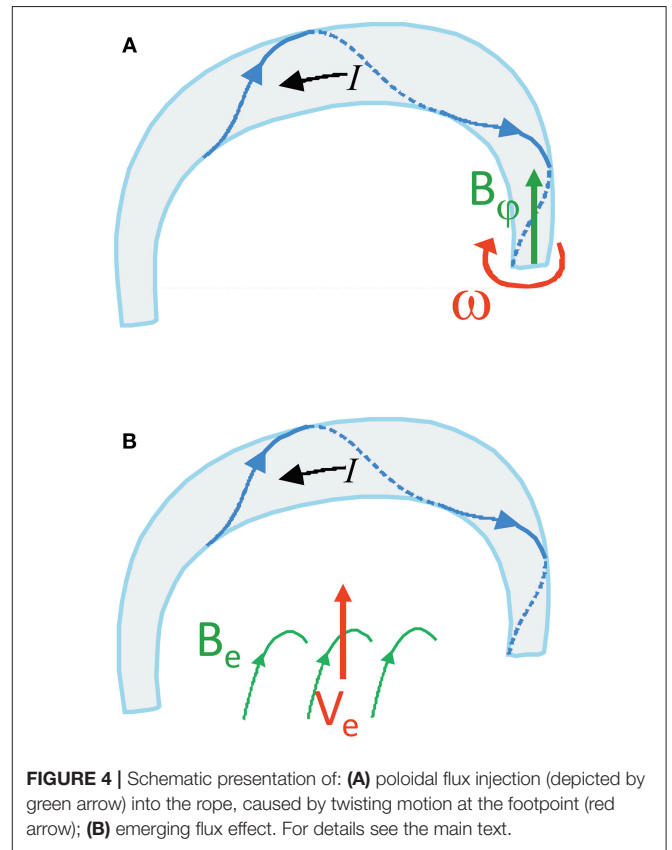 A
I
Bφ
ω
B
I
Be
Ve
FIGURE 4 | Schematic presentation of: (A) poloidal flux injection (depicted by
green arrow) into the rope, caused by twisting motion at the footpoint (red
arrow); (B) emerging flux effect. For details see the main text.